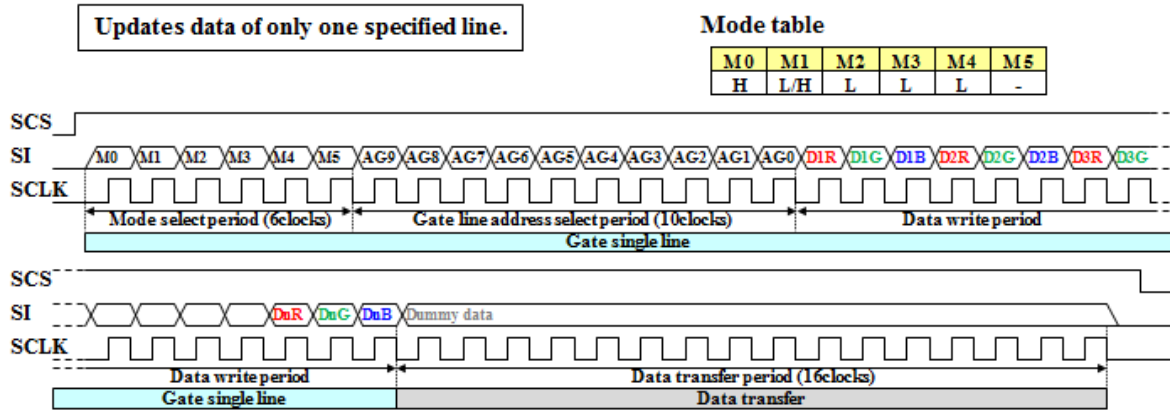 Updates data of only one specified line.
Mode table
M0 M1 M2 M3 M4 M5
H L/H L L L -
SCS
SI M0 M1 M2 M3 M4 M5 AG9 AG8 AG7 AG6 AG5 AG4 AG3 AG2 AG1 AG0 D1R D1G D1B D2R D2G D2B D3R D3G
SCLK
Mode select period (6clocks) Gate line address select period (10clocks) Data write period
Gate single line
SCS
SI DnR DnG DnB Dummy data
SCLK
Data write period Data transfer period (16clocks)
Gate single line Data transfer